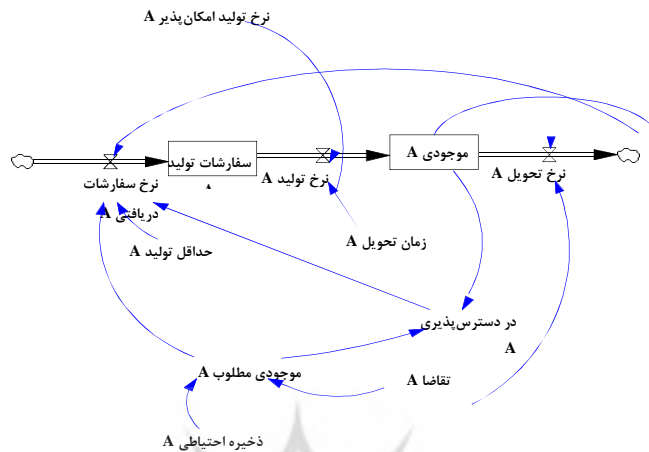 نرخ تولید امکان‌پذیر A
سفارشات تولید
A
موجودی A
نرخ سفارشات
دریافتی A
نرخ تولید A
نرخ تحویل A
حداقل تولید A
زمان تحویل A
در دسترس‌پذیری
A
موجودی مطلوب A
تقاضا A
ذخیره احتیاطی A